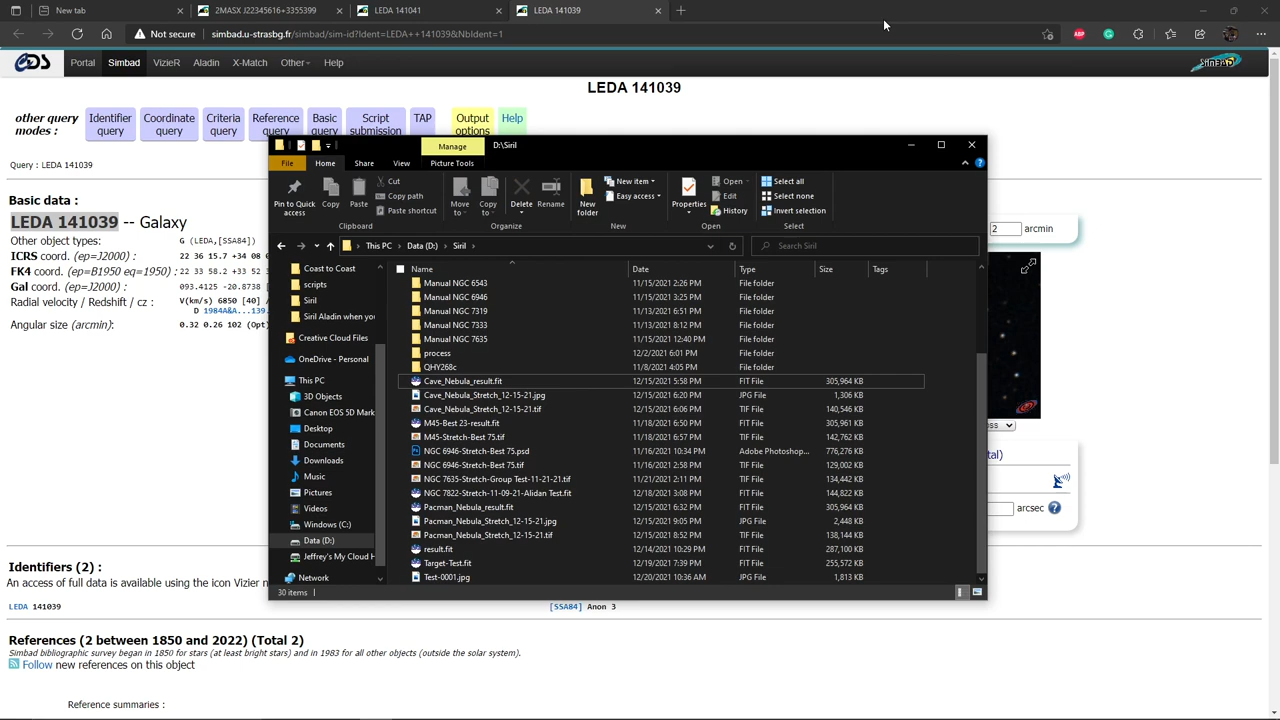 New tab
2MASX J22345616+3355399
LEDA 141041
LEDA 141039
Not secure
simbad.u-strasbg.fr/simbad/sim-id?Ident=LEDA++141039&NbIdent=1
Portal Simbad VizieR Aladin X-Match Other Help
LEDA 141039
other query modes :
Identifier query
Coordinate query
Criteria query
Reference query
Basic query
Script submission
TAP
Output options
Help
Query : LEDA 141039
Basic data :
LEDA 141039 -- Galaxy
Other object types: G (LEDA,[SSA84])
ICRS coord. (ep=J2000) : 22 36 15.7 +34 08 0
FK4 coord. (ep=B1950 eq=1950) : 22 33 58.2 +33 52 3
Gal coord. (ep=J2000) : 093.4125 -20.8738 [
Radial velocity / Redshift / cz : V(km/s) 6850 [40] /
D 1984A&A...139.
Angular size (arcmin): 0.32 0.26 102 (Opt)
2 arcmin
arcsec
Manage
D:\Siril
File Home Share View Picture Tools
Pin to Quick access
Copy
Paste
Cut
Copy path
Paste shortcut
Clipboard
Move to
Copy to
Delete
Rename
Organize
New folder
New item
Easy access
New
Properties
Open
Edit
History
Open
Select all
Select none
Invert selection
Select
This PC
Data (D:)
Siril
Search Siril
Coast to Coast
scripts
Siril
Siril Aladin when you
Creative Cloud Files
OneDrive - Personal
This PC
3D Objects
Canon EOS 5D Mark
Desktop
Documents
Downloads
Music
Pictures
Videos
Windows (C:)
Data (D:)
Jeffrey's My Cloud H
Network
Name Date Type Size Tags
Manual NGC 6543 11/15/2021 2:26 PM File folder
Manual NGC 6946 11/15/2021 3:25 PM File folder
Manual NGC 7319 11/13/2021 6:51 PM File folder
Manual NGC 7333 11/13/2021 8:12 PM File folder
Manual NGC 7635 11/15/2021 12:40 PM File folder
process 12/2/2021 6:01 PM File folder
QHY268c 11/8/2021 4:05 PM File folder
Cave_Nebula_result.fit 12/15/2021 5:58 PM FIT File 305,964 KB
Cave_Nebula_Stretch_12-15-21.jpg 12/15/2021 6:20 PM JPG File 1,306 KB
Cave_Nebula_Stretch_12-15-21.tif 12/15/2021 6:06 PM TIF File 140,546 KB
M45-Best 23-result.fit 11/18/2021 6:50 PM FIT File 305,961 KB
M45-Stretch-Best 75.tif 11/18/2021 6:57 PM TIF File 142,762 KB
NGC 6946-Stretch-Best 75.psd 11/16/2021 10:34 PM Adobe Photoshop... 776,276 KB
NGC 6946-Stretch-Best 75.tif 11/16/2021 2:58 PM TIF File 129,002 KB
NGC 7635-Stretch-Group Test-11-21-21.tif 11/21/2021 2:11 PM TIF File 134,442 KB
NGC 7822-Stretch-11-09-21-Alidan Test.fit 12/18/2021 3:08 PM FIT File 144,822 KB
Pacman_Nebula_result.fit 12/15/2021 6:32 PM FIT File 305,964 KB
Pacman_Nebula_Stretch_12-15-21.jpg 12/15/2021 9:05 PM JPG File 2,448 KB
Pacman_Nebula_Stretch_12-15-21.tif 12/15/2021 8:52 PM TIF File 138,144 KB
result.fit 12/14/2021 10:29 PM FIT File 287,100 KB
Target-Test.fit 12/19/2021 7:39 PM FIT File 255,572 KB
Test-0001.jpg 12/20/2021 10:36 AM JPG File 1,813 KB
30 items
Identifiers (2) :
An access of full data is available using the icon Vizier n
LEDA 141039
[SSA84] Anon 3
References (2 between 1850 and 2022) (Total 2)
Simbad bibliographic survey began in 1850 for stars (at least bright stars) and in 1983 for all other objects (outside the solar system).
Follow new references on this object
Reference summaries :